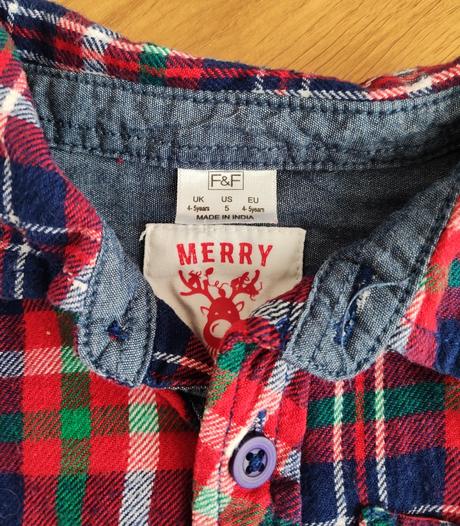 F&F
UK US EU
4-5years 5 4-5years
MADE IN INDIA
MERRY